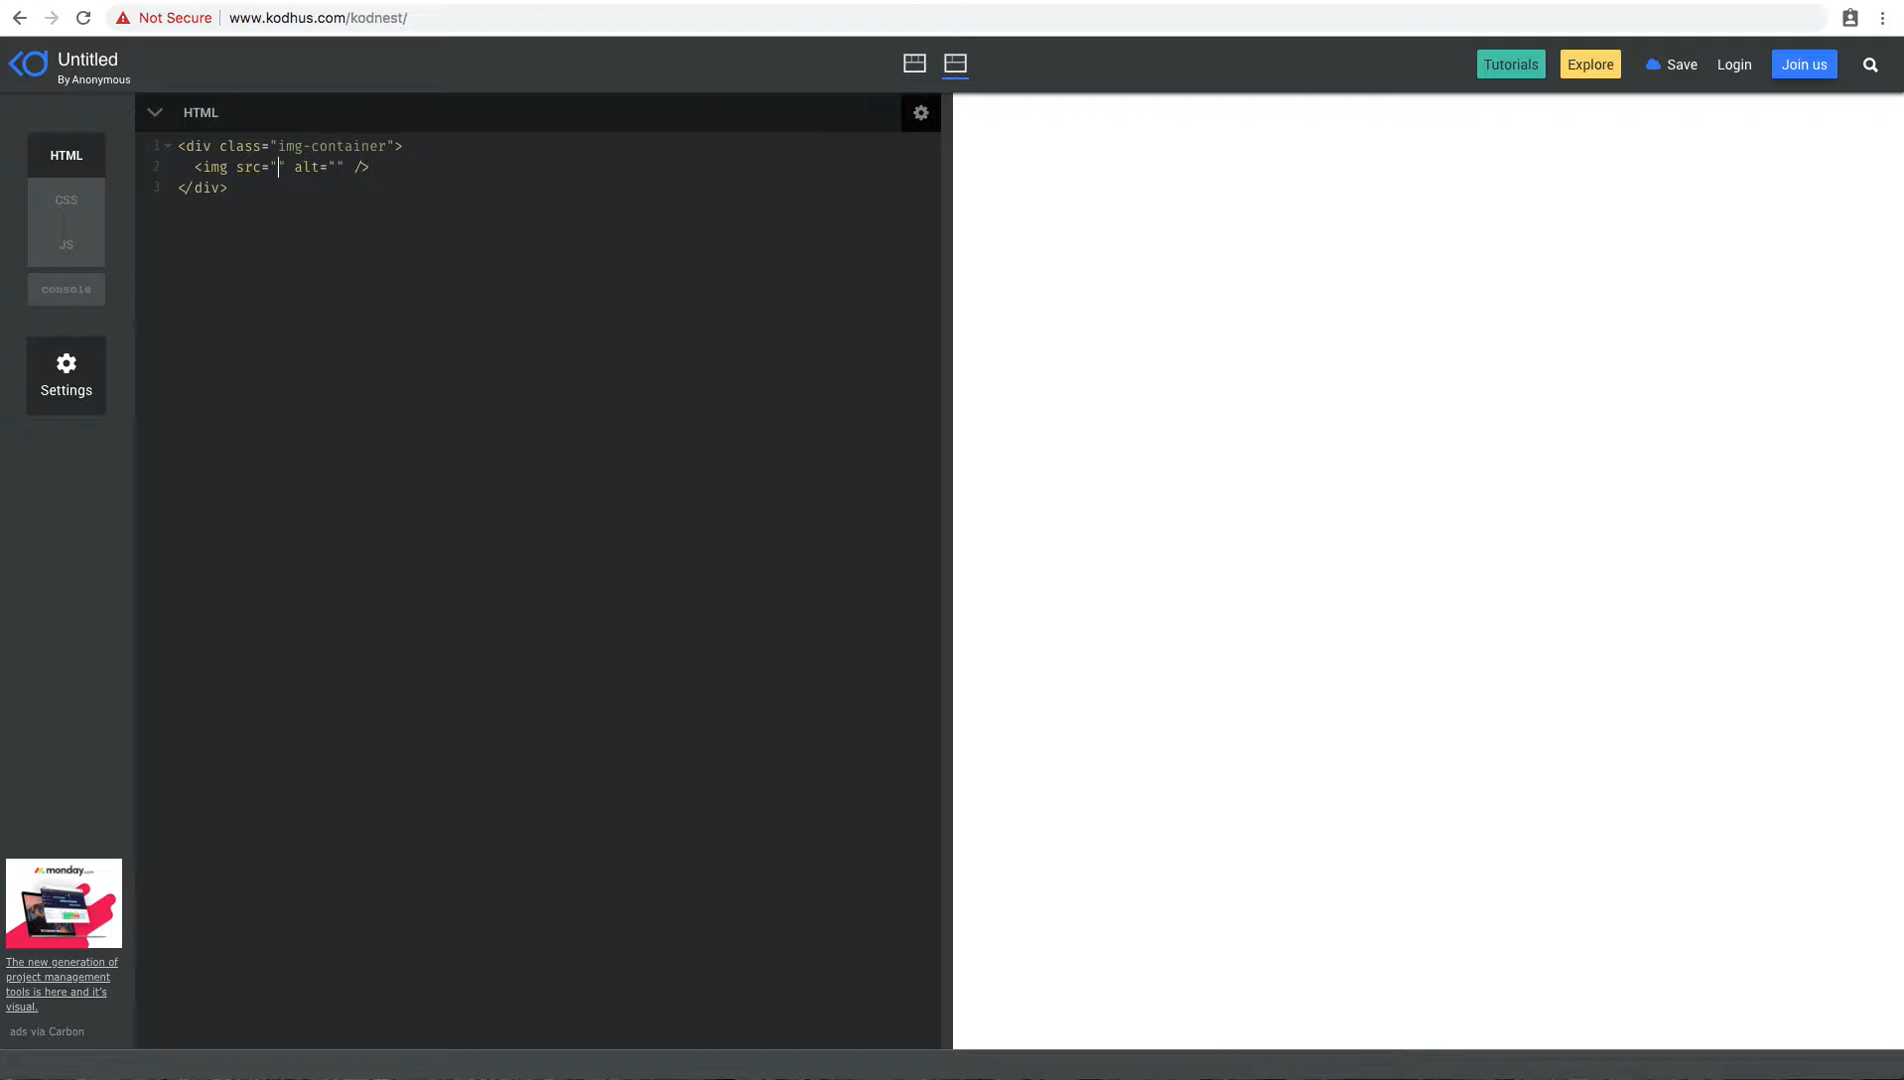 Not Secure www.kodhus.com/kodnest/
Untitled
By Anonymous
Tutorials Explore Save Login Join us
HTML
CSS
JS
console
Settings
HTML
1 <div class="img-container">
2 <img src="" alt="" />
3 </div>
monday.com
The new generation of
project management
tools is here and it's
visual.
ads via Carbon